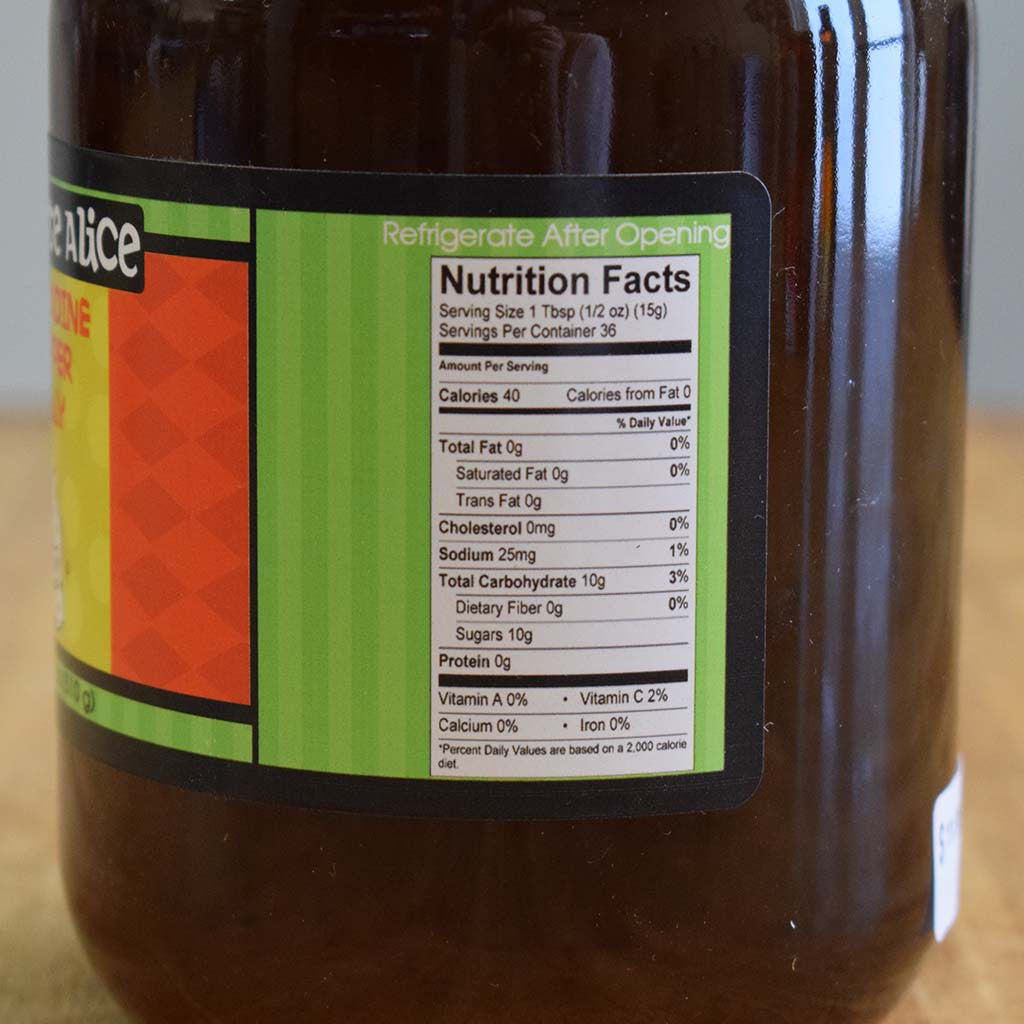 Alice
Refrigerate After Opening
Nutrition Facts
Serving Size 1 Tbsp (1/2 oz) (15g)
Servings Per Container 36
Amount Per Serving
Calories 40 Calories from Fat 0
% Daily Value*
Total Fat 0g 0%
Saturated Fat 0g 0%
Trans Fat 0g
Cholesterol 0mg 0%
Sodium 25mg 1%
Total Carbohydrate 10g 3%
Dietary Fiber 0g 0%
Sugars 10g
Protein 0g
Vitamin A 0% • Vitamin C 2%
Calcium 0% • Iron 0%
*Percent Daily Values are based on a 2,000 calorie
diet.